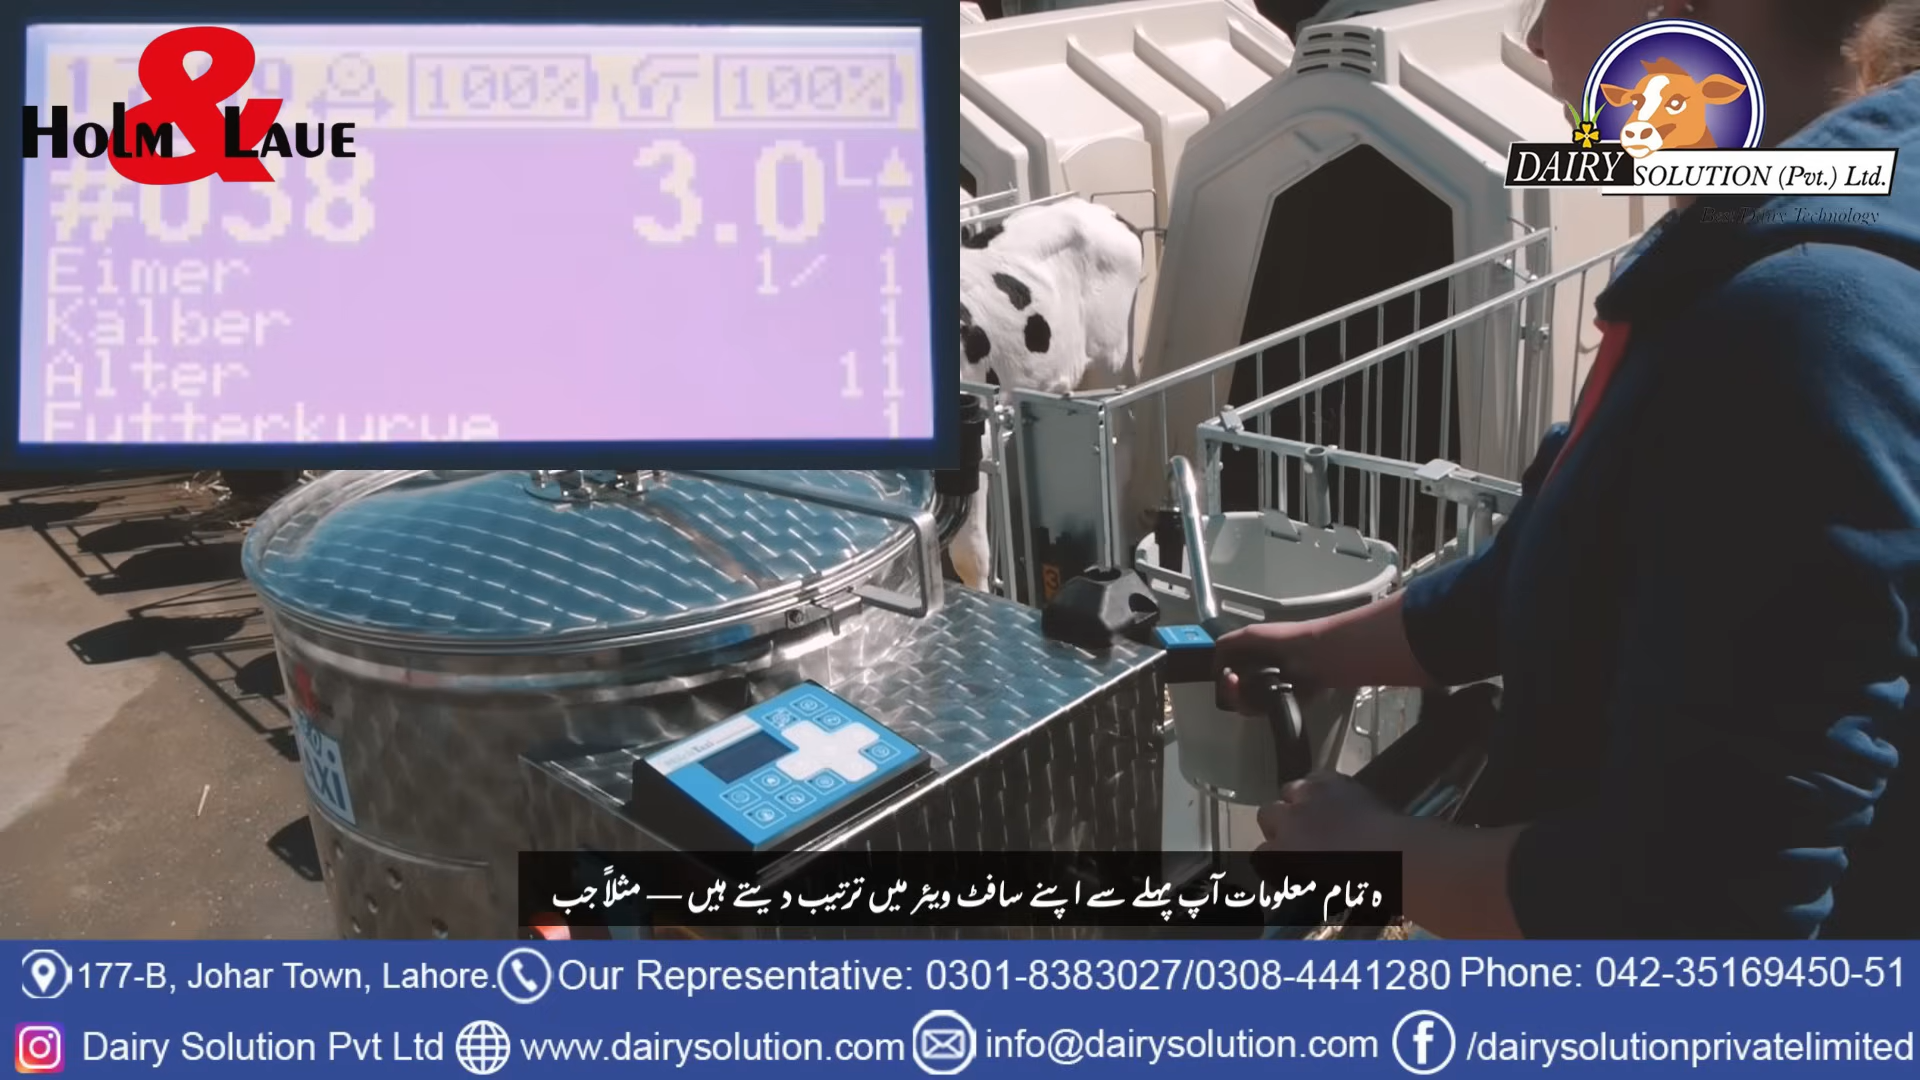 Holm & Laue
100% 100%
#038 3.0 L
Eimer 1/ 1
Kälber 1
Alter 11
Futterkurve 1
DAIRY SOLUTION (Pvt.) Ltd.
Best Dairy Technology
ہ تمام معلومات آپ پہلے سے اپنے سافٹ ویئر میں ترتیب دیتے ہیں — مثلاً جب
177-B, Johar Town, Lahore. Our Representative: 0301-8383027/0308-4441280 Phone: 042-35169450-51
Dairy Solution Pvt Ltd www.dairysolution.com info@dairysolution.com /dairysolutionprivatelimited